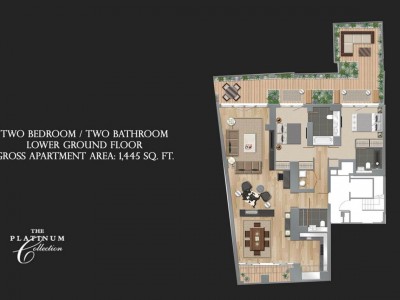 TWO BEDROOM / TWO BATHROOM
LOWER GROUND FLOOR
GROSS APARTMENT AREA: 1,445 SQ. FT.
THE
PLATINUM
Collection